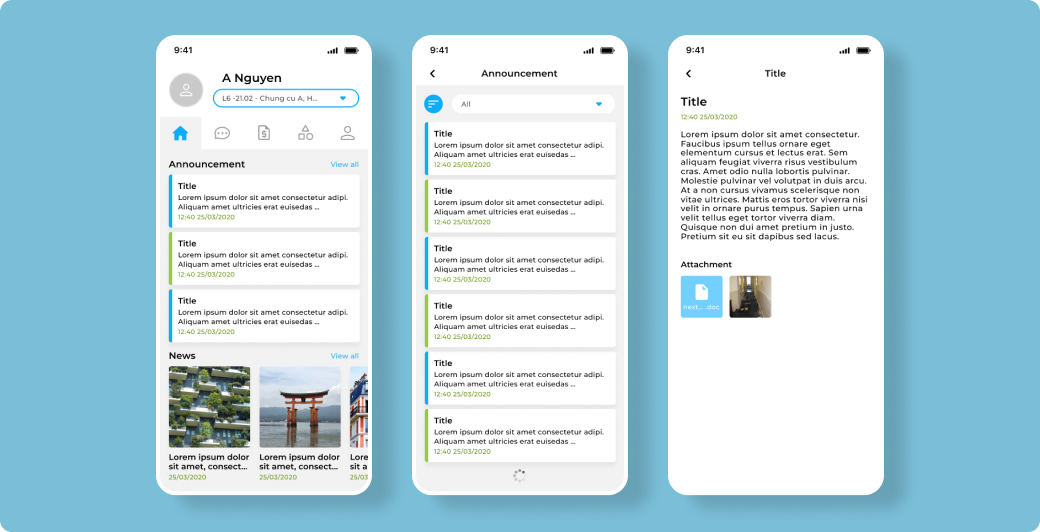 9:41
A Nguyen
L6 -21.02 - Chung cu A, H...
Announcement
View all
Title
Lorem ipsum dolor sit amet consectetur adipi.
Aliquam amet ultricies erat euisedas ...
12:40 25/03/2020
Title
Lorem ipsum dolor sit amet consectetur adipi.
Aliquam amet ultricies erat euisedas ...
12:40 25/03/2020
Title
Lorem ipsum dolor sit amet consectetur adipi.
Aliquam amet ultricies erat euisedas ...
12:40 25/03/2020
News
View all
Lorem ipsum dolor
sit amet, consect...
25/03/2020
Lorem ipsum dolor
sit amet, consect...
25/03/2020
Lore
sit a
25/03
9:41
Announcement
All
Title
Lorem ipsum dolor sit amet consectetur adipi.
Aliquam amet ultricies erat euisedas ...
12:40 25/03/2020
Title
Lorem ipsum dolor sit amet consectetur adipi.
Aliquam amet ultricies erat euisedas ...
12:40 25/03/2020
Title
Lorem ipsum dolor sit amet consectetur adipi.
Aliquam amet ultricies erat euisedas ...
12:40 25/03/2020
Title
Lorem ipsum dolor sit amet consectetur adipi.
Aliquam amet ultricies erat euisedas ...
12:40 25/03/2020
Title
Lorem ipsum dolor sit amet consectetur adipi.
Aliquam amet ultricies erat euisedas ...
12:40 25/03/2020
Title
Lorem ipsum dolor sit amet consectetur adipi.
Aliquam amet ultricies erat euisedas ...
12:40 25/03/2020
9:41
Title
Title
12:40 25/03/2020
Lorem ipsum dolor sit amet consectetur.
Faucibus ipsum tellus ornare eget
elementum cursus et lectus erat. Sem
aliquam feugiat viverra risus vestibulum
cras. Amet odio nulla lobortis pulvinar.
Molestie pulvinar vel volutpat in duis arcu.
At a non cursus vivamus scelerisque non
vitae ultrices. Mattis eros tortor viverra nisi
velit in ornare purus tempus. Sapien urna
velit tellus eget tortor viverra diam.
Quisque non dui amet pretium in justo.
Pretium sit eu sit dapibus sed lacus.
Attachment
next... .doc